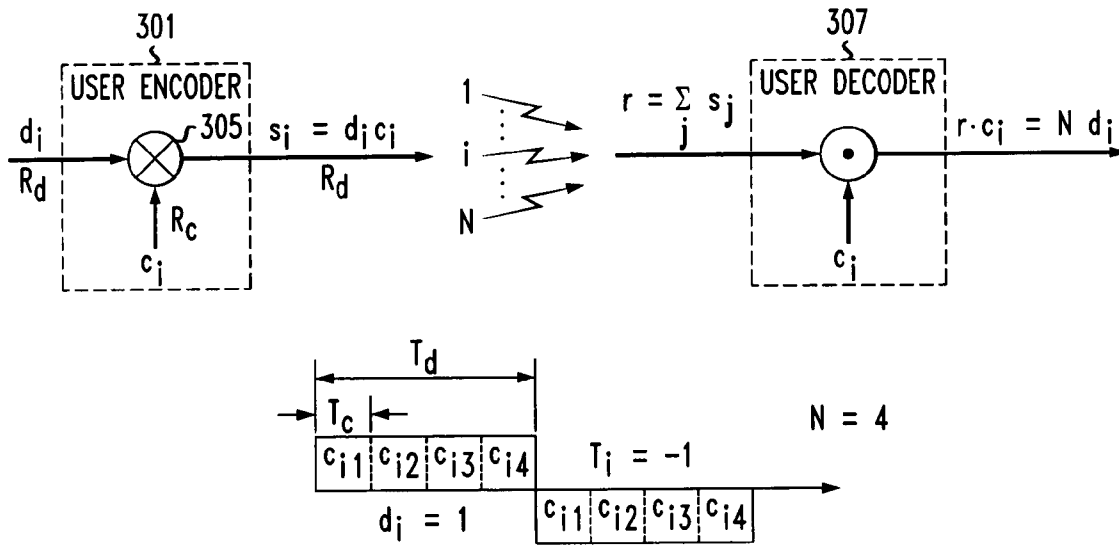 301
307
USER ENCODER
USER DECODER
d_i
R_d
305
s_i = d_i c_i
R_d
R_c
c_i
1
i
N
r = Σ_j s_j
r·c_i = N d_i
c_i
T_d
T_c
N = 4
c_i1 c_i2 c_i3 c_i4
T_i = -1
d_i = 1
c_i1 c_i2 c_i3 c_i4